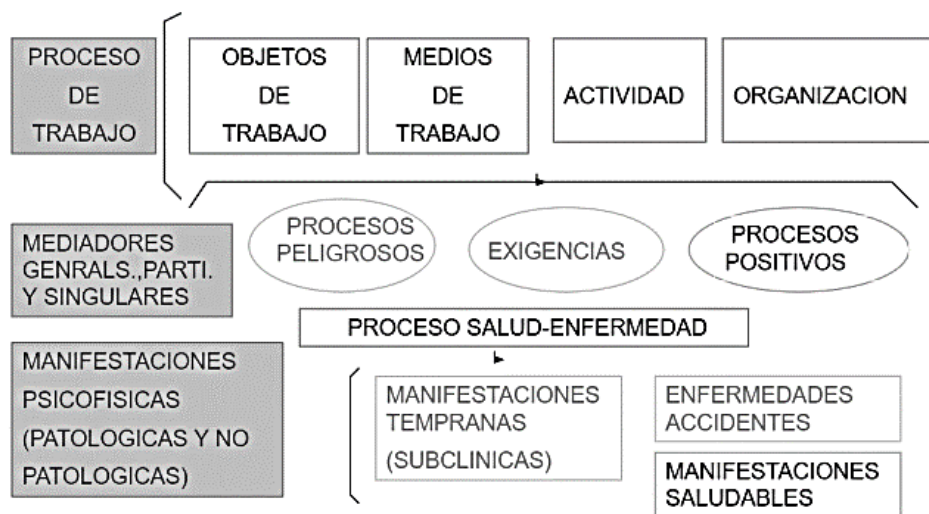 PROCESO
DE
TRABAJO
OBJETOS
DE
TRABAJO
MEDIOS
DE
TRABAJO
ACTIVIDAD
ORGANIZACION
MEDIADORES
GENRALS.,PARTI.
Y SINGULARES
PROCESOS
PELIGROSOS
EXIGENCIAS
PROCESOS
POSITIVOS
PROCESO SALUD-ENFERMEDAD
MANIFESTACIONES
PSICOFISICAS
(PATOLOGICAS Y NO
PATOLOGICAS)
MANIFESTACIONES
TEMPRANAS
(SUBCLINICAS)
ENFERMEDADES
ACCIDENTES
MANIFESTACIONES
SALUDABLES